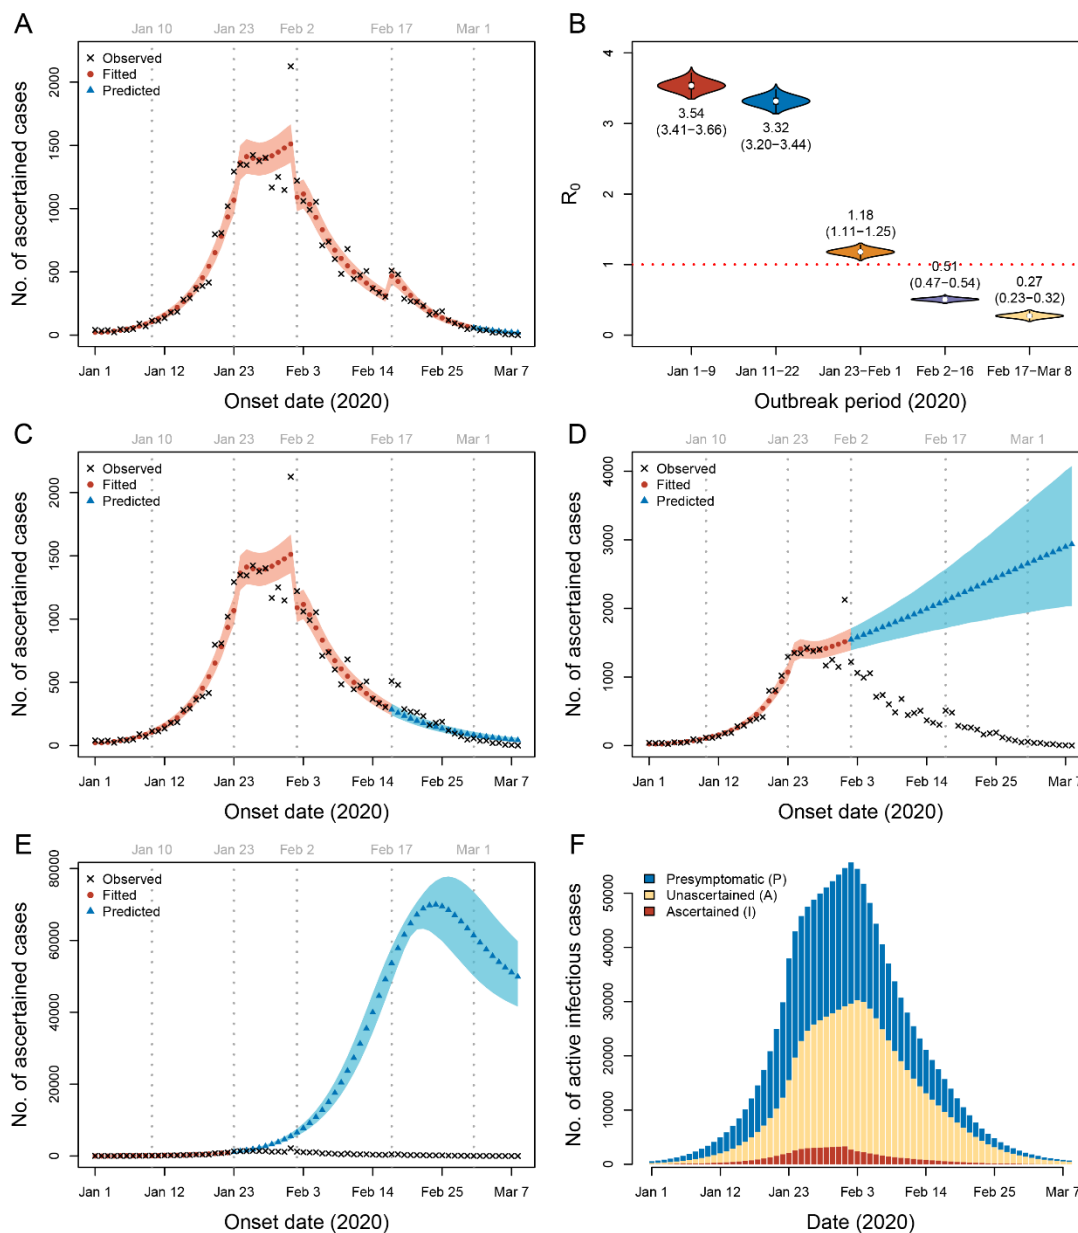 A
Jan 10 Jan 23 Feb 2 Feb 17 Mar 1
No. of ascertained cases
2000
1500
1000
500
0
Observed
Fitted
Predicted
Jan 1 Jan 12 Jan 23 Feb 3 Feb 14 Feb 25 Mar 7
Onset date (2020)
B
R0
4
3
2
1
0
3.54
(3.41−3.66)
3.32
(3.20−3.44)
1.18
(1.11−1.25)
0.51
(0.47−0.54)
0.27
(0.23−0.32)
Jan 1−9 Jan 11−22 Jan 23−Feb 1 Feb 2−16 Feb 17−Mar 8
Outbreak period (2020)
C
Jan 10 Jan 23 Feb 2 Feb 17 Mar 1
No. of ascertained cases
2000
1500
1000
500
0
Observed
Fitted
Predicted
Jan 1 Jan 12 Jan 23 Feb 3 Feb 14 Feb 25 Mar 7
Onset date (2020)
D
Jan 10 Jan 23 Feb 2 Feb 17 Mar 1
No. of ascertained cases
4000
3000
2000
1000
0
Observed
Fitted
Predicted
Jan 1 Jan 12 Jan 23 Feb 3 Feb 14 Feb 25 Mar 7
Onset date (2020)
E
Jan 10 Jan 23 Feb 2 Feb 17 Mar 1
No. of ascertained cases
80000
60000
40000
20000
0
Observed
Fitted
Predicted
Jan 1 Jan 12 Jan 23 Feb 3 Feb 14 Feb 25 Mar 7
Onset date (2020)
F
No. of active infectious cases
50000
40000
30000
20000
10000
0
Presymptomatic (P)
Unascertained (A)
Ascertained (I)
Jan 1 Jan 12 Jan 23 Feb 3 Feb 14 Feb 25 Mar 7
Date (2020)